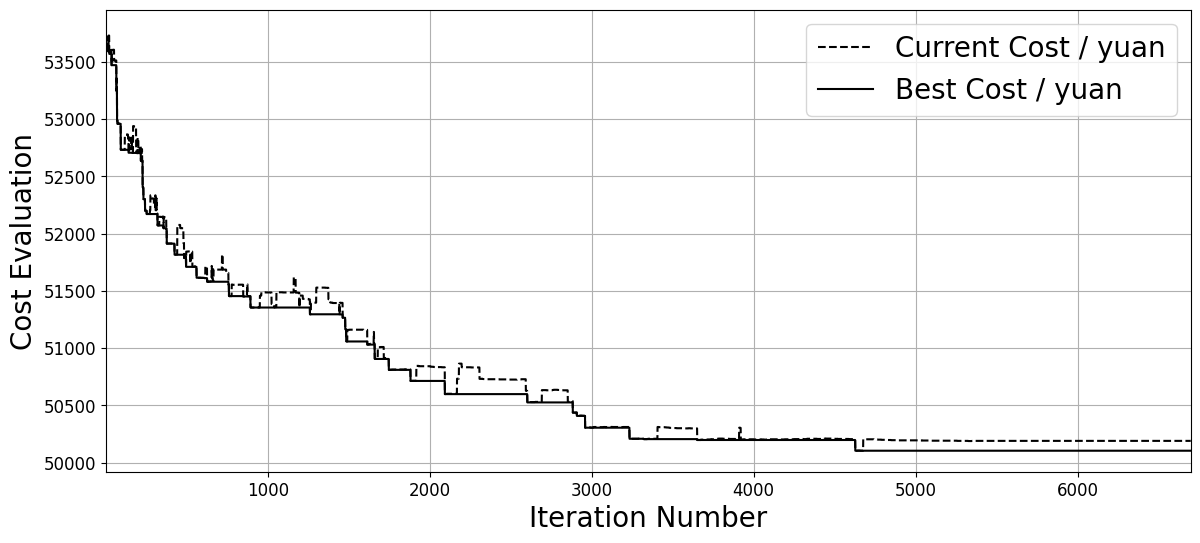 Current Cost / yuan
Best Cost / yuan
Cost Evaluation
53500
53000
52500
52000
51500
51000
50500
50000
1000 2000 3000 4000 5000 6000
Iteration Number